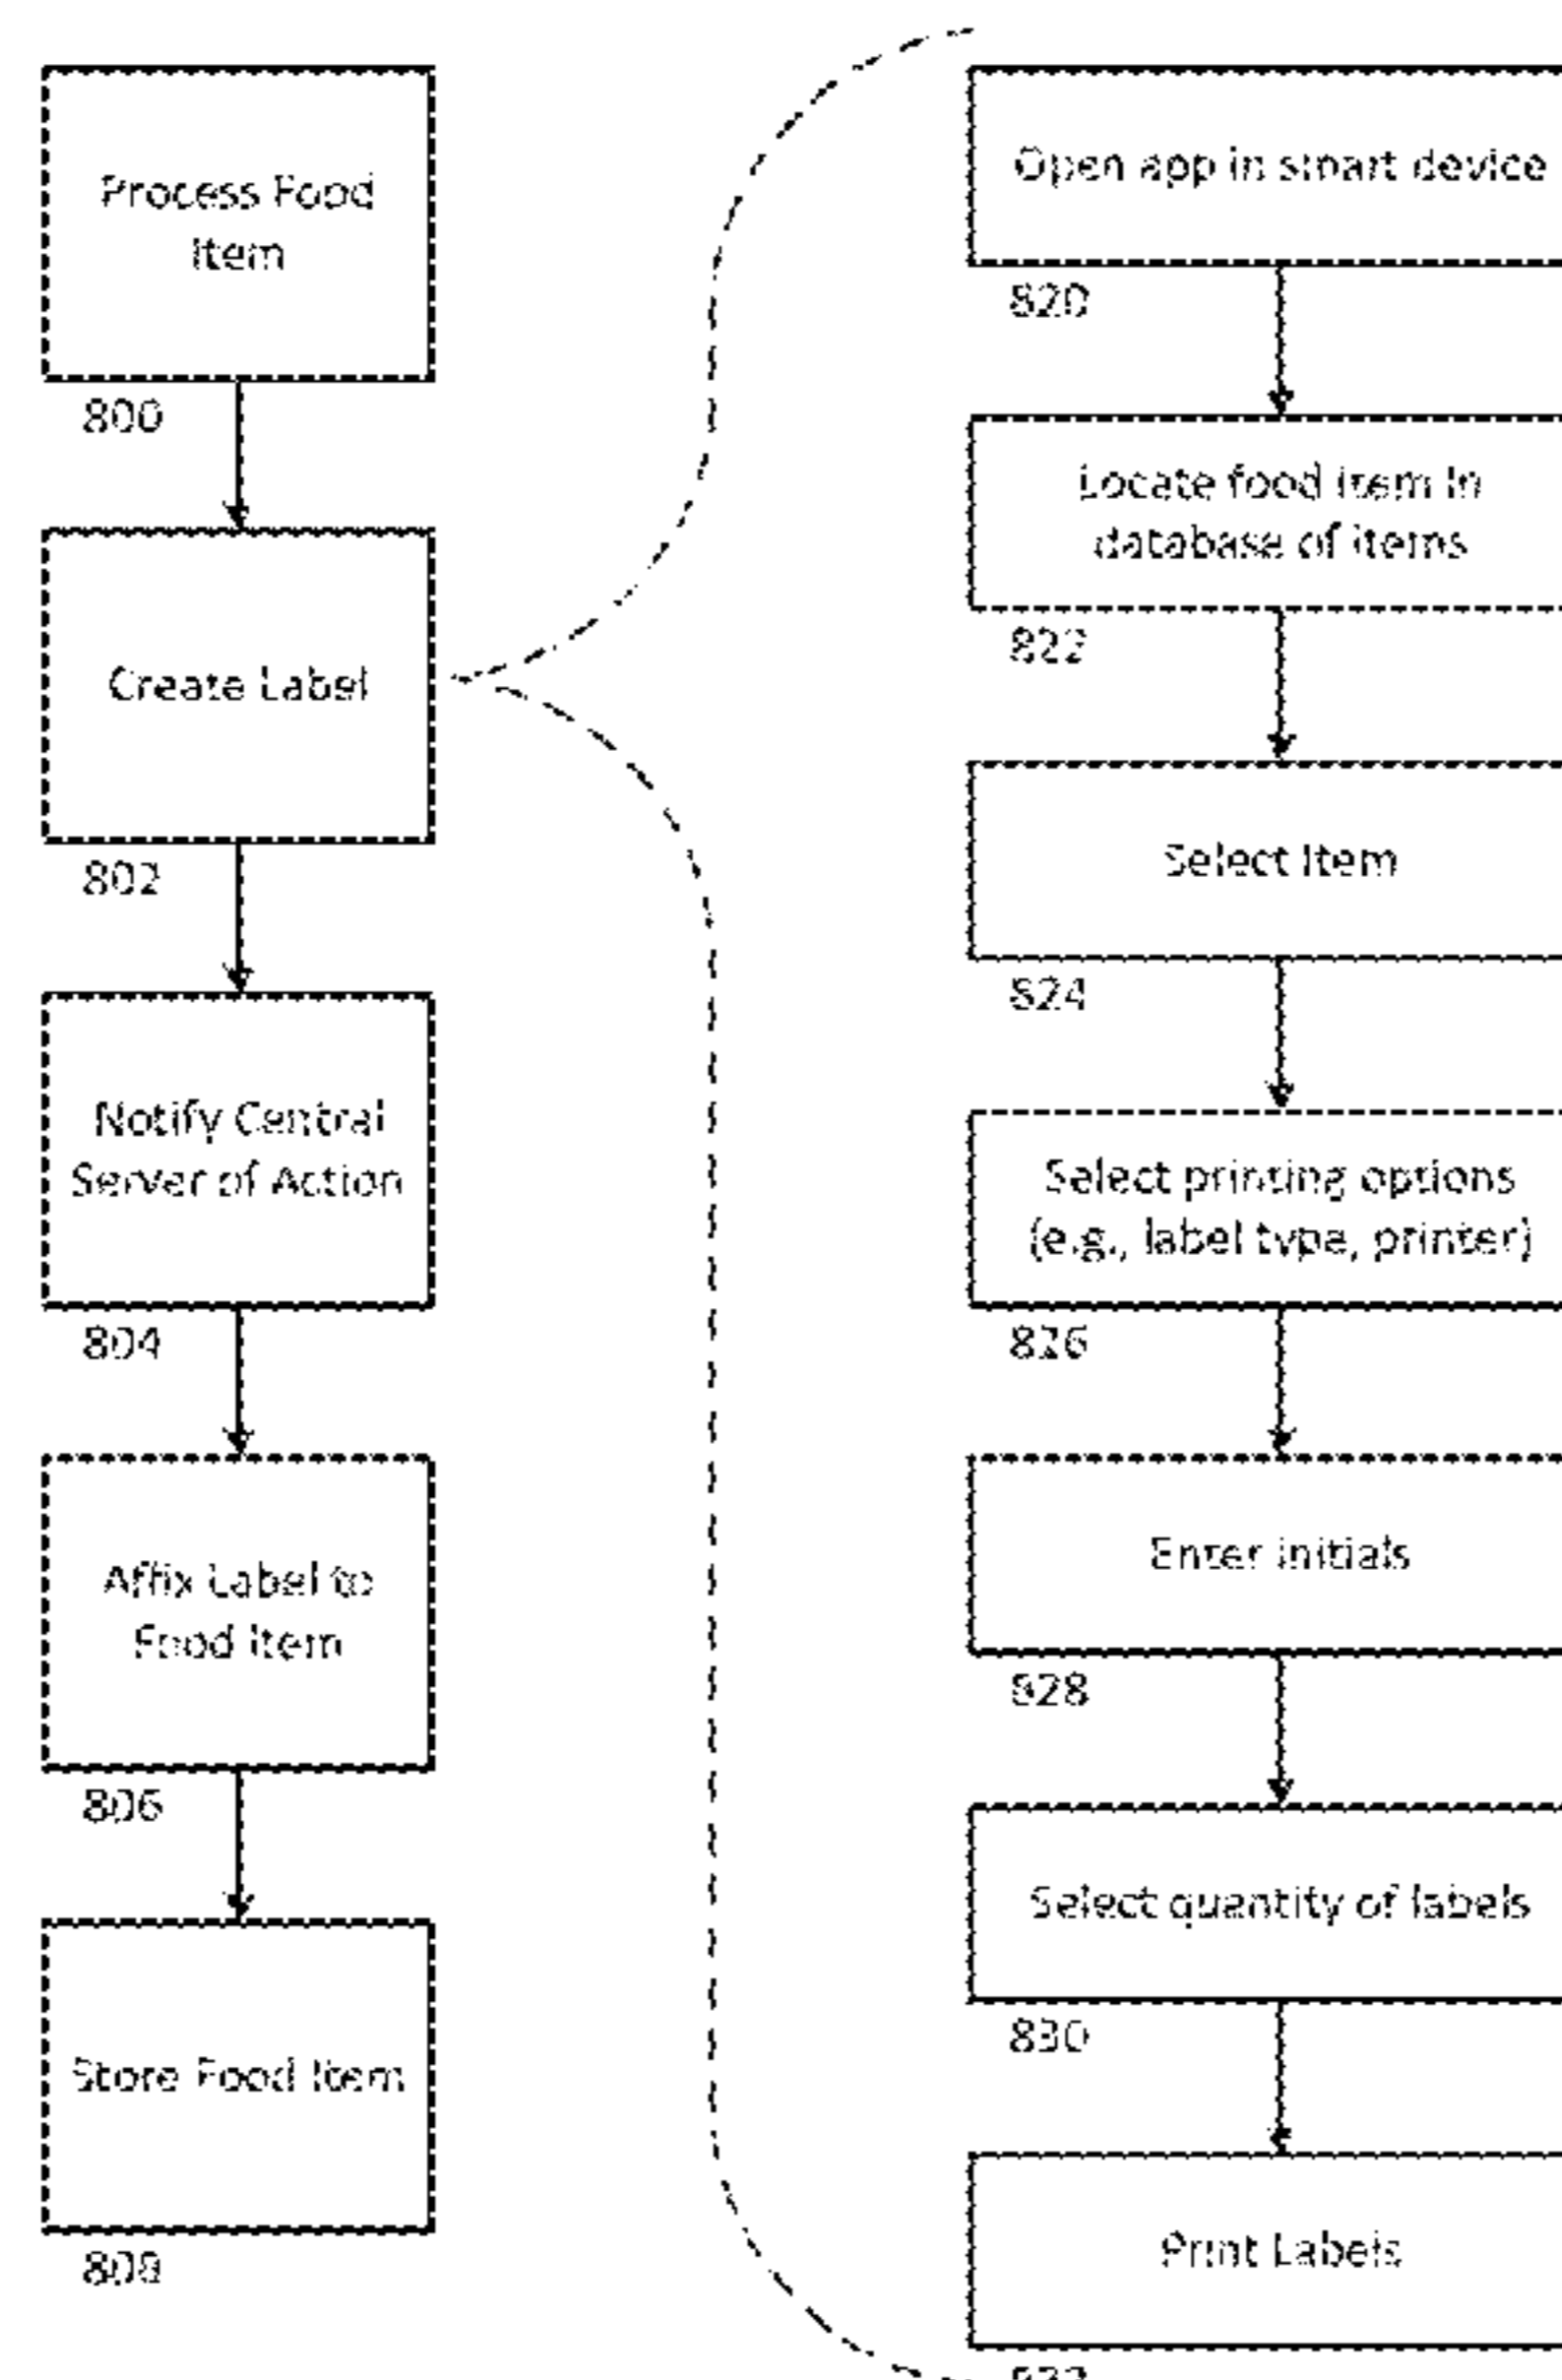 Process Food
Item
800
Create Label
802
Notify Central
Server of Action
804
Affix Label to
Food Item
806
Store Food Item
808
Open app in smart device
820
Locate food item in
database of items
822
Select Item
824
Select printing options
(e.g., label type, printer)
826
Enter initials
828
Select quantity of labels
830
Print Labels